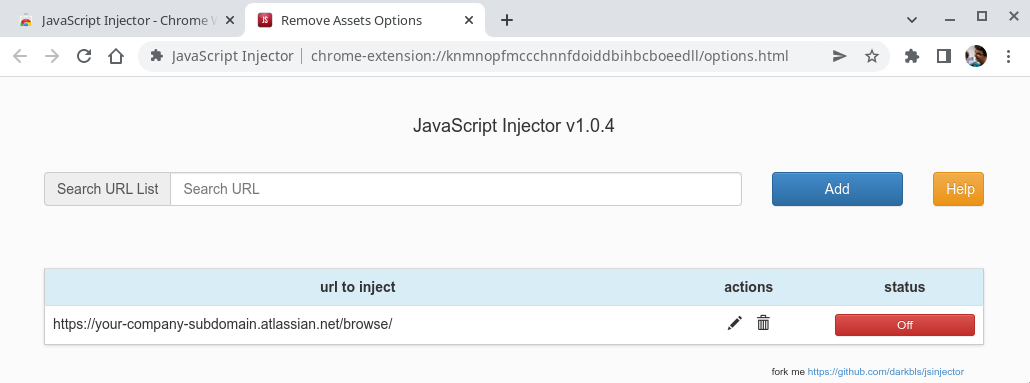 JavaScript Injector - Chrome W
Remove Assets Options
JavaScript Injector chrome-extension://knmnopfmccchnnfdoiddbihbcboeedll/options.html
JavaScript Injector v1.0.4
Search URL List Search URL Add Help
url to inject actions status
https://your-company-subdomain.atlassian.net/browse/ Off
fork me https://github.com/darkbls/jsinjector